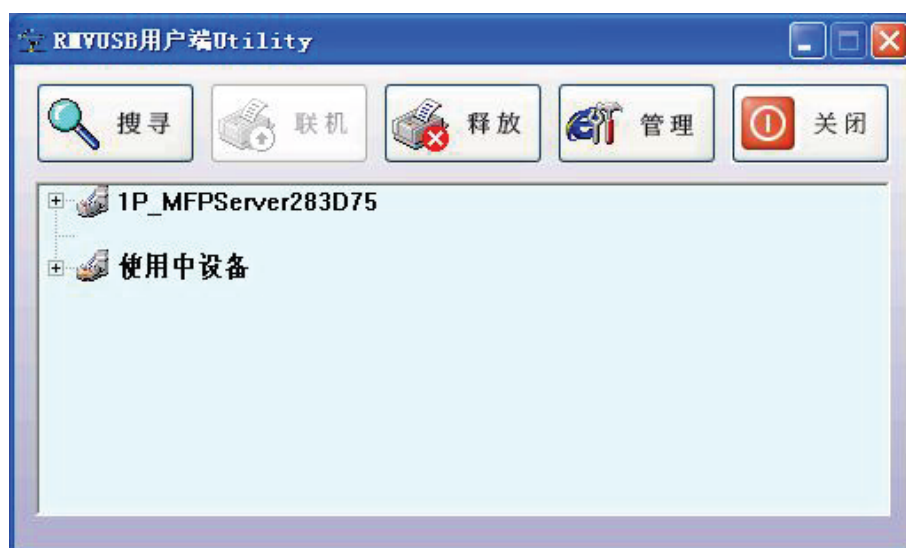 RMVUSB用户端Utility
搜寻 联机 释放 管理 关闭
1P_MFPServer283D75
使用中设备